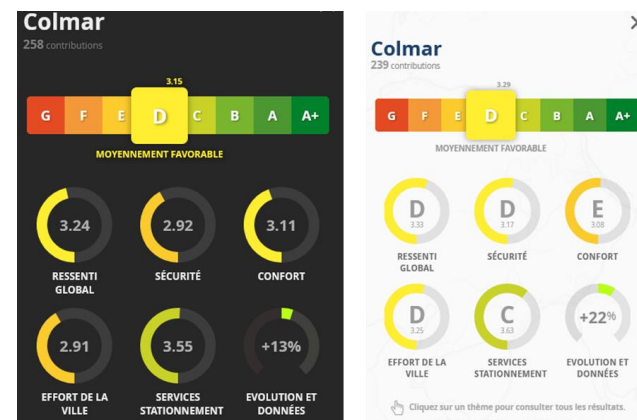 Colmar
258 contributions
3.15
G F E D C B A A+
MOYENNEMENT FAVORABLE
3.24 2.92 3.11
RESSENTI GLOBAL SÉCURITÉ CONFORT
2.91 3.55 +13%
EFFORT DE LA VILLE SERVICES STATIONNEMENT EVOLUTION ET DONNÉES
Colmar
239 contributions
3.29
G F E D C B A A+
MOYENNEMENT FAVORABLE
D D E
3.33 3.17 3.08
RESSENTI GLOBAL SÉCURITÉ CONFORT
D C +22%
3.25 3.63
EFFORT DE LA VILLE SERVICES STATIONNEMENT EVOLUTION ET DONNÉES
Cliquez sur un thème pour consulter tous les résultats.